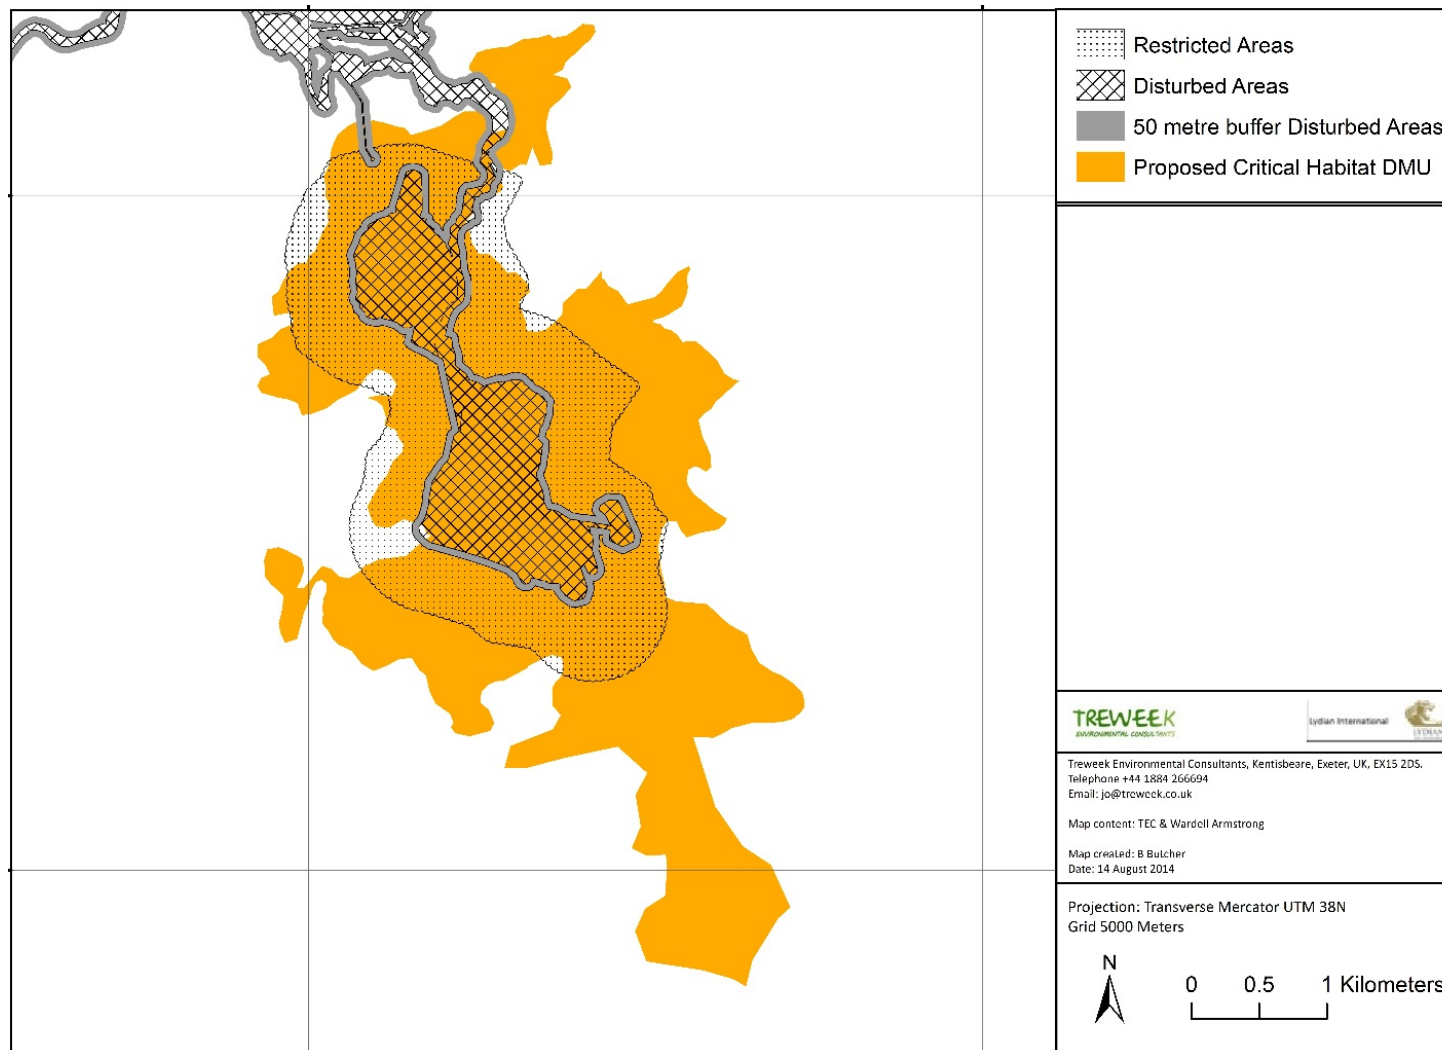 Restricted Areas
Disturbed Areas
50 metre buffer Disturbed Areas
Proposed Critical Habitat DMU
TREWEEK
ENVIRONMENTAL CONSULTANTS
Lydian International
LYDIAN
Treweek Environmental Consultants, Kentisbeare, Exeter, UK, EX15 2DS.
Telephone +44 1884 266694
Email: jo@treweek.co.uk
Map content: TEC & Wardell Armstrong
Map created: B Butcher
Date: 14 August 2014
Projection: Transverse Mercator UTM 38N
Grid 5000 Meters
N
0 0.5 1 Kilometers